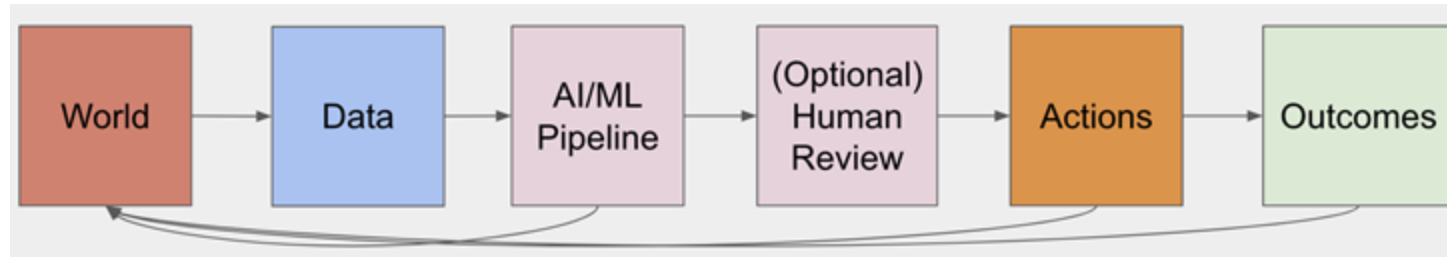 World
Data
AI/ML
Pipeline
(Optional)
Human
Review
Actions
Outcomes